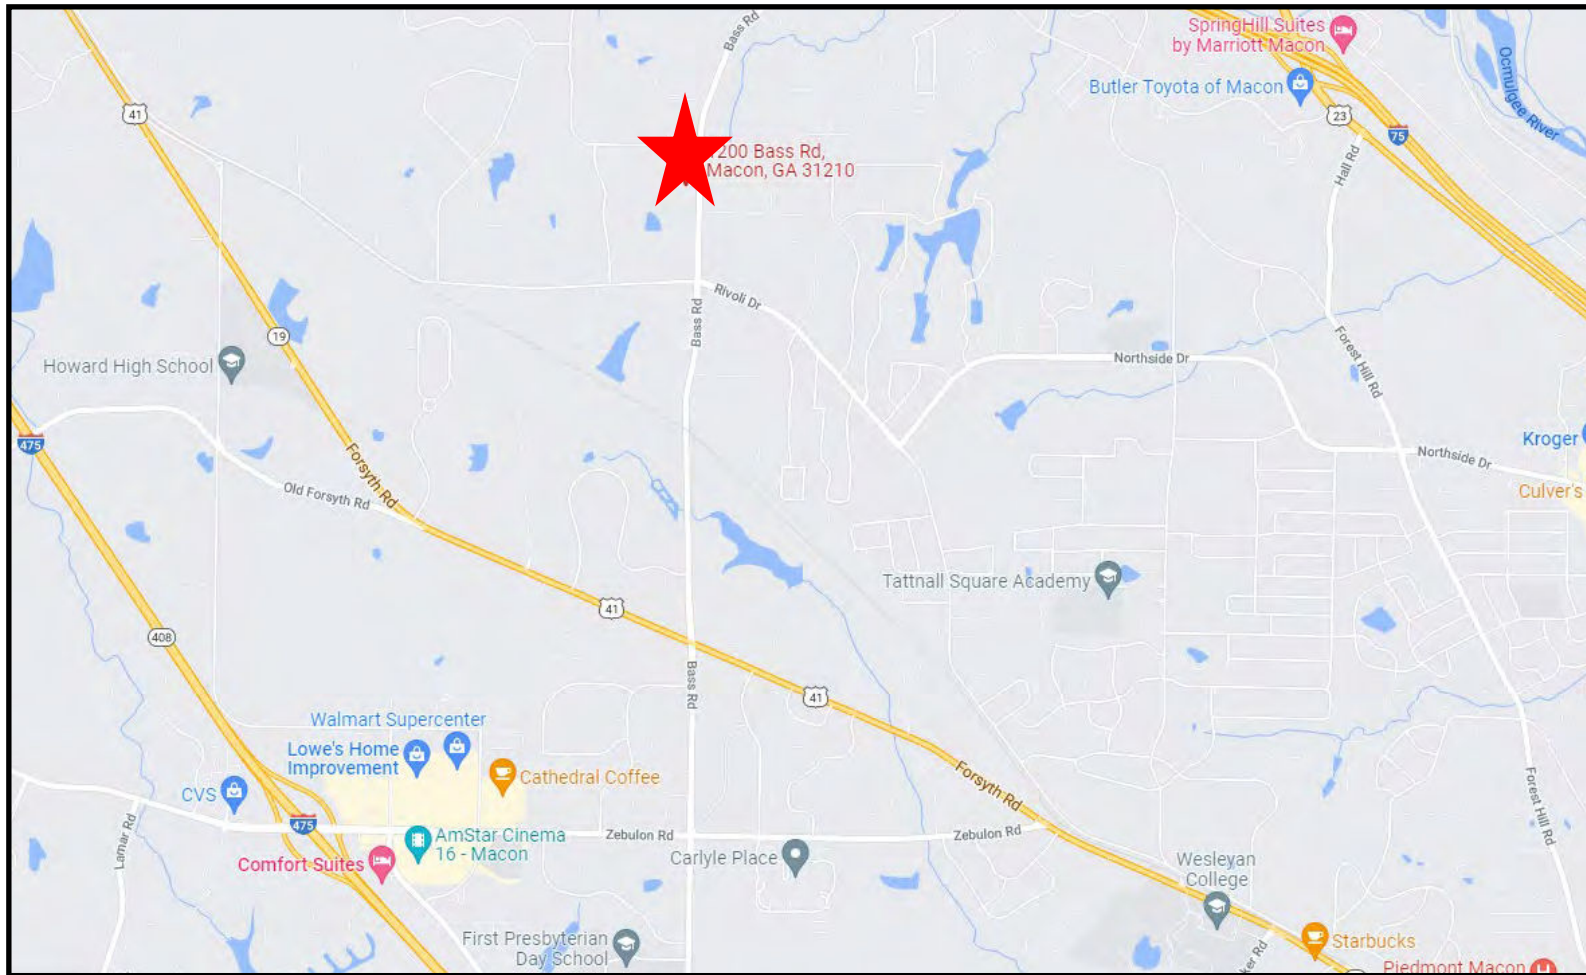 Bass Rd
SpringHill Suites
by Marriott Macon
Ocmulgee River
Butler Toyota of Macon
41
23
75
200 Bass Rd,
Macon, GA 31210
Hall Rd
Rivoli Dr
Bass Rd
19
Howard High School
Northside Dr
Forest Hill Rd
475
Forsyth Rd
Old Forsyth Rd
Kroger
Northside Dr
Culver's
Tattnall Square Academy
41
408
Bass Rd
41
Walmart Supercenter
Lowe's Home
Improvement
Cathedral Coffee
CVS
Forsyth Rd
Forest Hill Rd
Lamar Rd
475
AmStar Cinema
16 - Macon
Zebulon Rd
Zebulon Rd
Comfort Suites
Carlyle Place
Wesleyan
College
First Presbyterian
Day School
Starbucks
ker Rd
Piedmont Macon
H